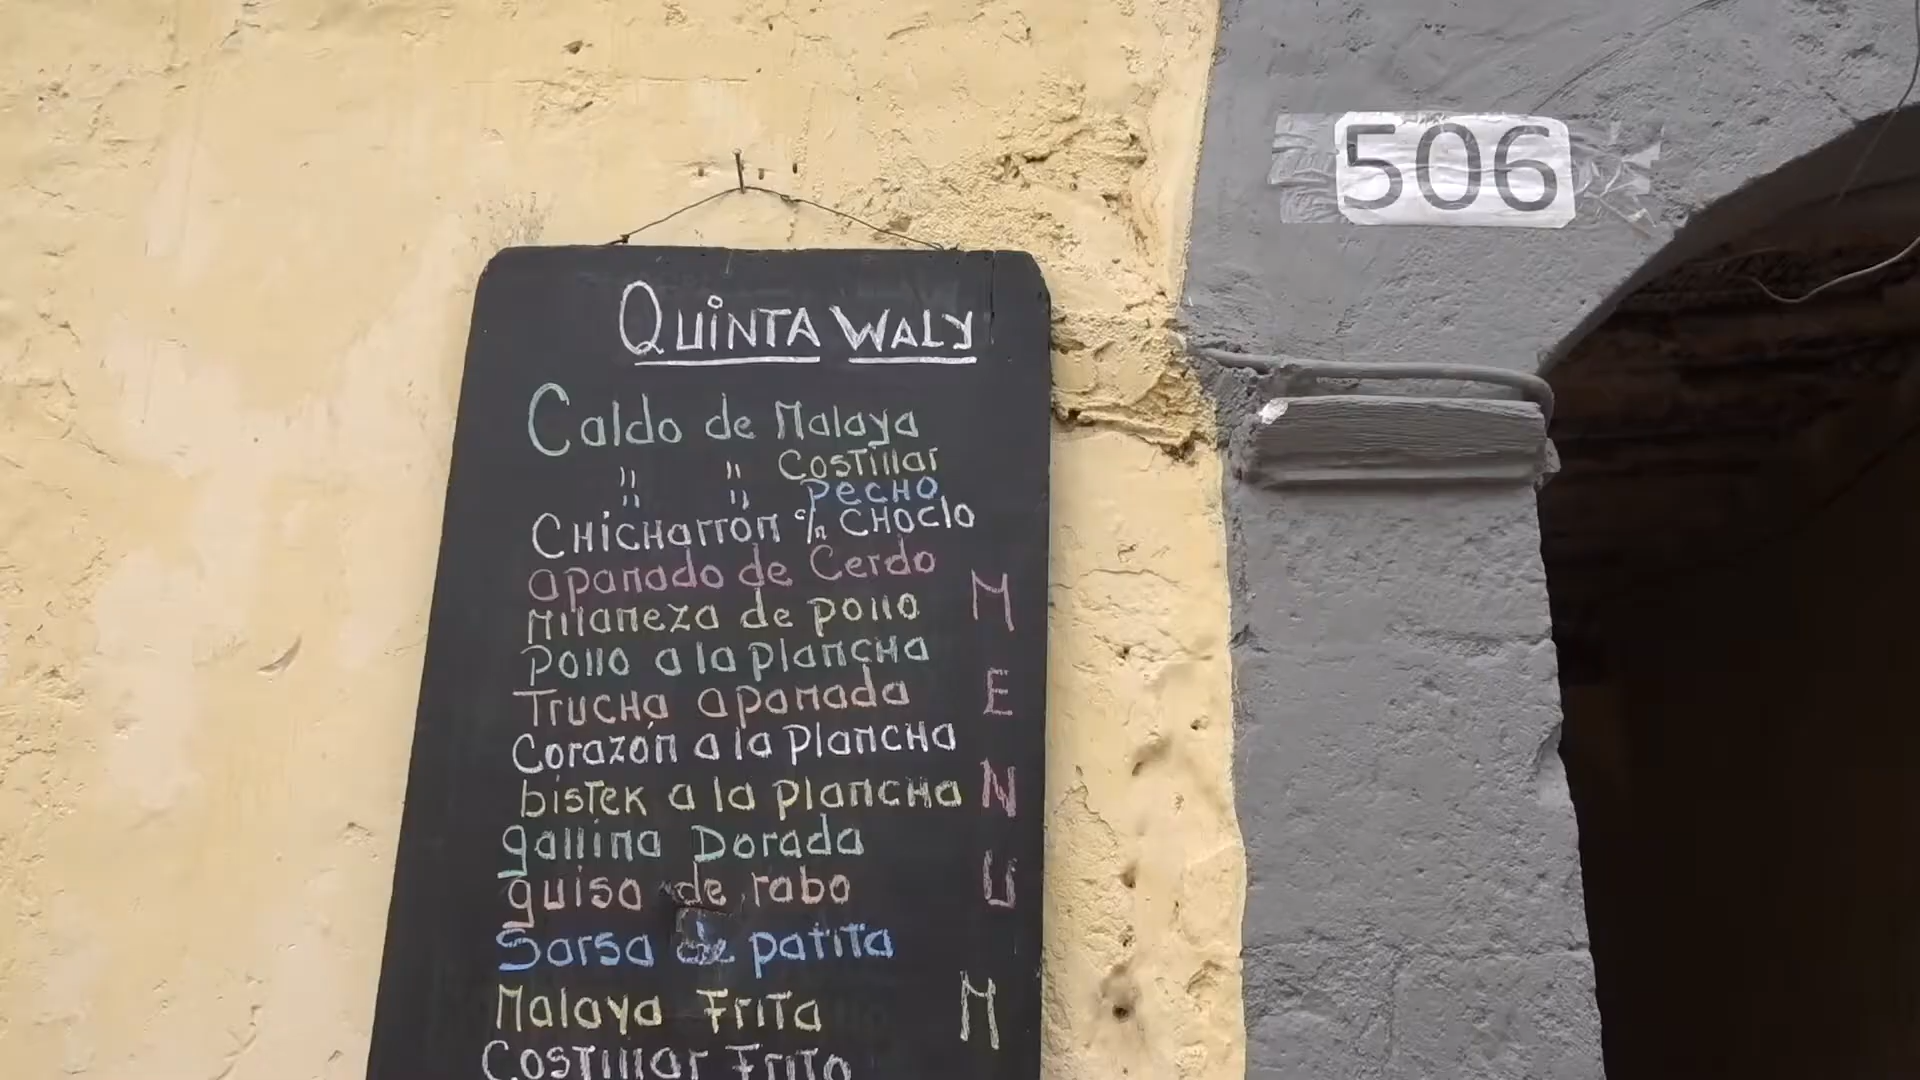 506
QUINTA WALY
Caldo de Malaya
" " Costillar
" " Pecho
Chicharrón c/n Choclo
apanado de Cerdo
Milaneza de pollo
Pollo a la plancha
Trucha apanada
Corazón a la plancha
bistek a la plancha
gallina Dorada
guiso de rabo
Sarsa de patita
Malaya Frita
Costillar Frito
M
E
N
U
M